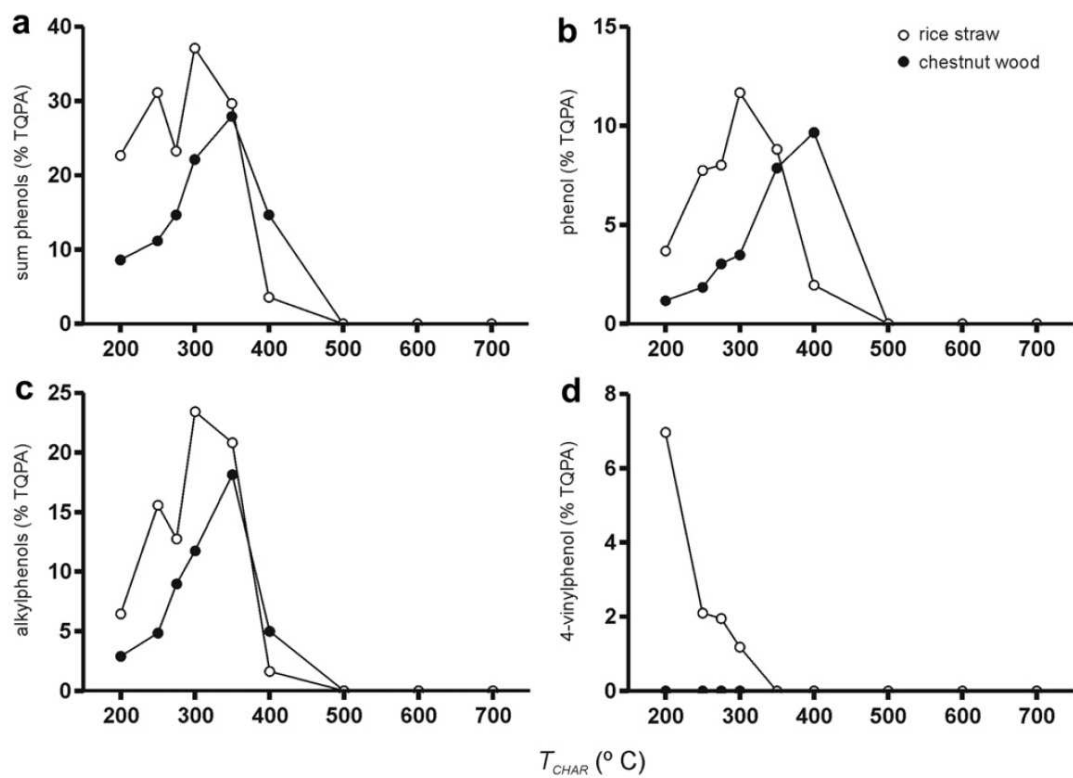 a
40
30
20
10
0
sum phenols (% TQPA)
200 300 400 500 600 700
b
rice straw
chestnut wood
15
10
5
0
phenol (% TQPA)
200 300 400 500 600 700
c
25
20
15
10
5
0
alkylphenols (% TQPA)
200 300 400 500 600 700
d
8
6
4
2
0
4-vinylphenol (% TQPA)
200 300 400 500 600 700
T_CHAR (º C)